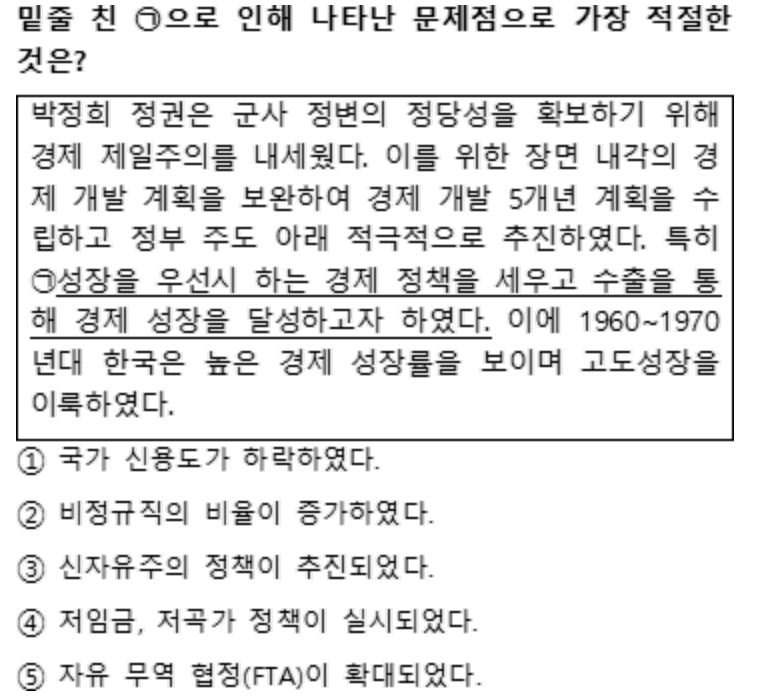 밑줄 친 ㉠으로 인해 나타난 문제점으로 가장 적절한
것은?
박정희 정권은 군사 정변의 정당성을 확보하기 위해
경제 제일주의를 내세웠다. 이를 위한 장면 내각의 경
제 개발 계획을 보완하여 경제 개발 5개년 계획을 수
립하고 정부 주도 아래 적극적으로 추진하였다. 특히
㉠성장을 우선시 하는 경제 정책을 세우고 수출을 통
해 경제 성장을 달성하고자 하였다. 이에 1960~1970
년대 한국은 높은 경제 성장률을 보이며 고도성장을
이룩하였다.
① 국가 신용도가 하락하였다.
② 비정규직의 비율이 증가하였다.
③ 신자유주의 정책이 추진되었다.
④ 저임금, 저곡가 정책이 실시되었다.
⑤ 자유 무역 협정(FTA)이 확대되었다.